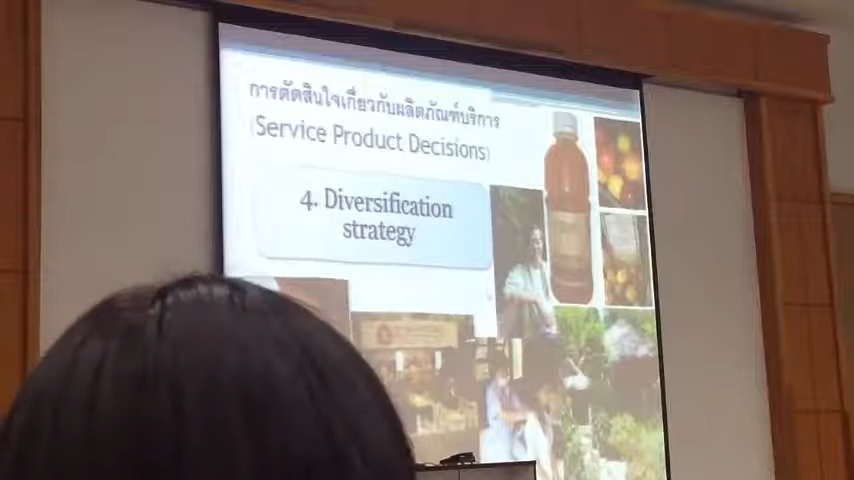 การตัดสินใจเกี่ยวกับผลิตภัณฑ์บริการ
(Service Product Decisions)
4. Diversification
strategy